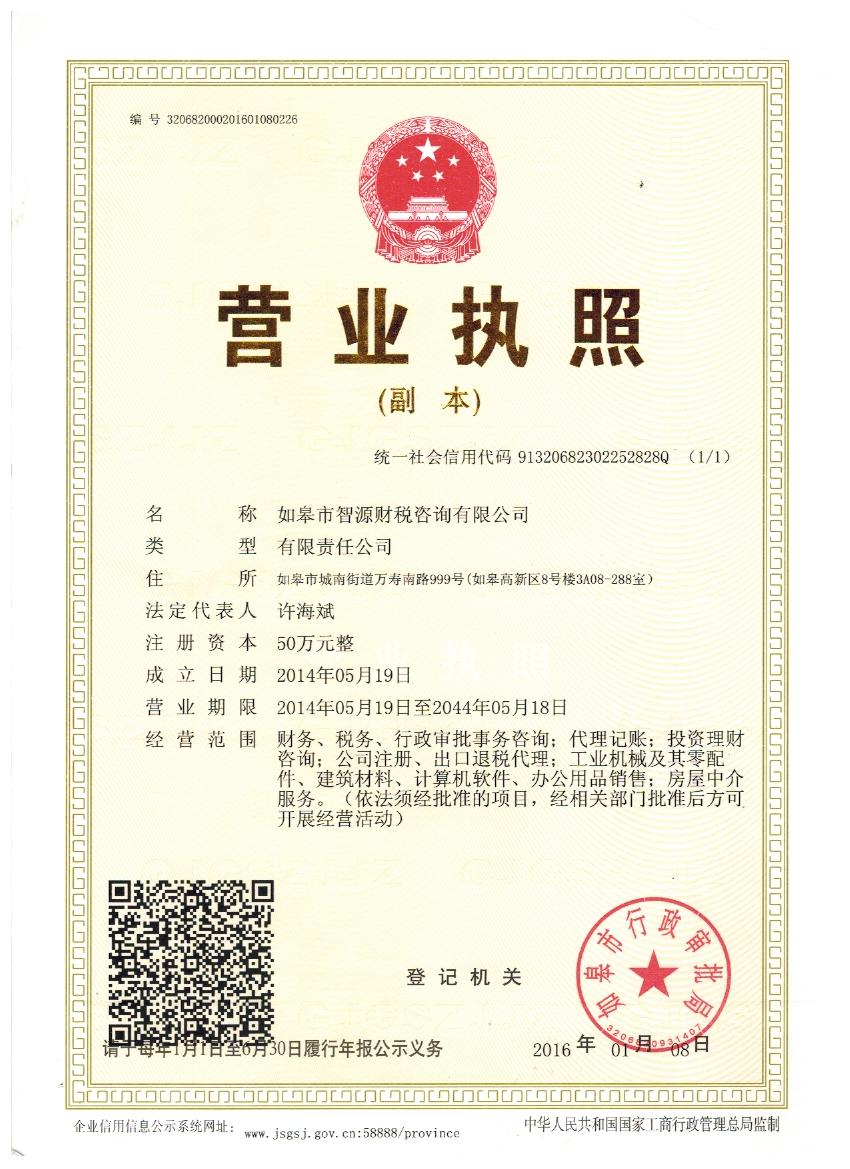 编 号 320682000201601080226
营业执照
(副 本)
统一社会信用代码 91320682302252828Q （1/1）
名 称 如皋市智源财税咨询有限公司
类 型 有限责任公司
住 所 如皋市城南街道万寿南路999号(如皋高新区8号楼3A08-288室）
法定代表人 许海斌
注册资本 50万元整
成立日期 2014年05月19日
营业期限 2014年05月19日至2044年05月18日
经营范围 财务、税务、行政审批事务咨询；代理记账；投资理财
咨询；公司注册、出口退税代理；工业机械及其零配
件、建筑材料、计算机软件、办公用品销售；房屋中介
服务。（依法须经批准的项目，经相关部门批准后方可
开展经营活动）
登记机关
如皋市行政审批局
请于每年1月1日至6月30日履行年报公示义务
2016 年 01 月 08 日
企业信用信息公示系统网址： www.jsgsj.gov.cn:58888/province
中华人民共和国国家工商行政管理总局监制